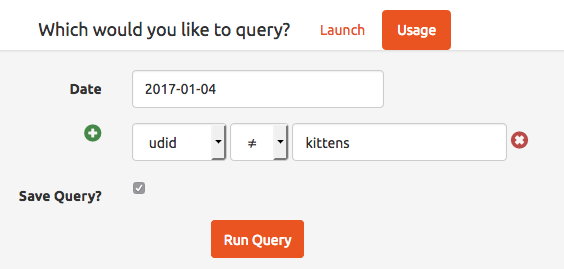 Which would you like to query? Launch Usage
Date 2017-01-04
udid ≠ kittens
Save Query?
Run Query